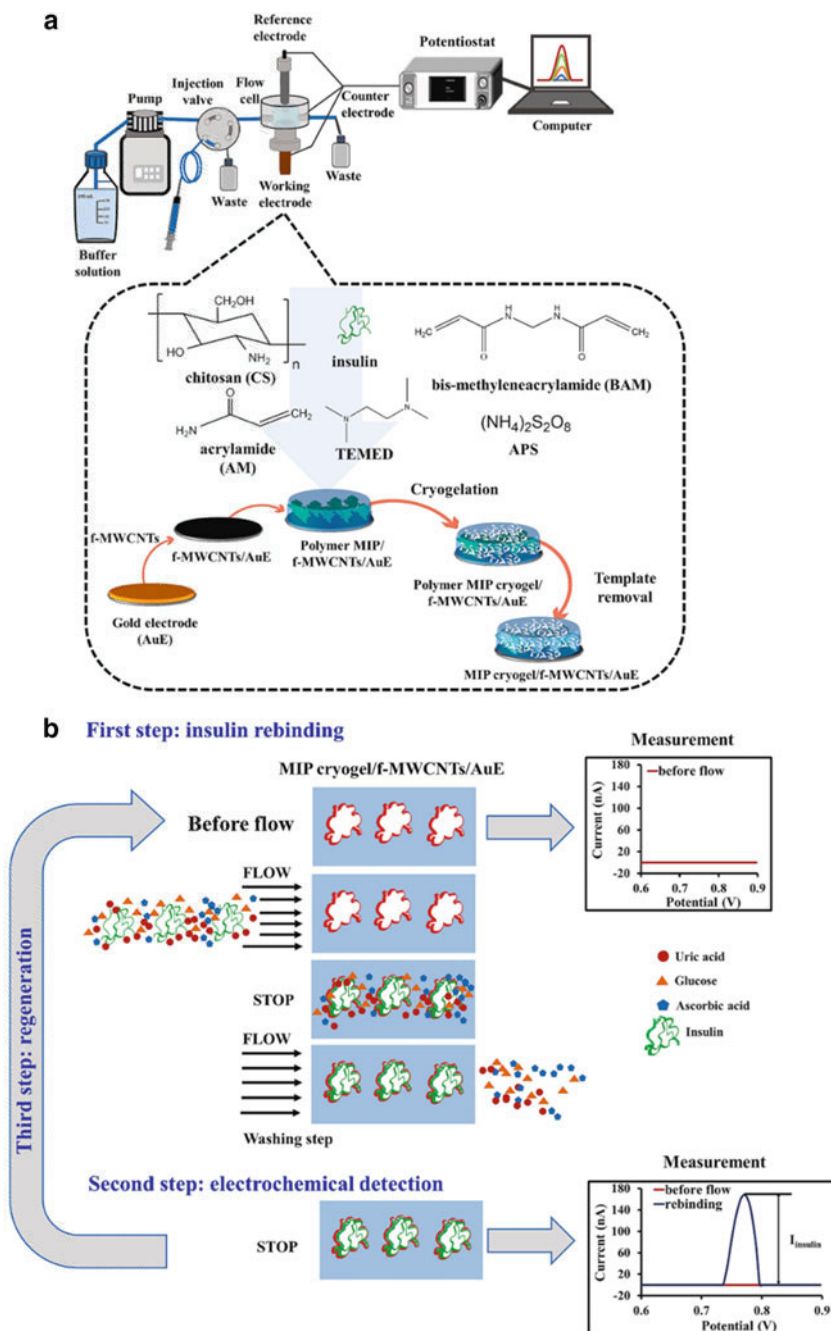 a
Reference
electrode
Potentiostat
Injection
valve
Flow
cell
Pump
Counter
electrode
Computer
Waste
Waste
Working
electrode
Buffer
solution
CH₂OH
HO
NH₂
n
chitosan (CS)
insulin
H₂C
H
N
O
H
N
O
CH₂
bis-methyleneacrylamide (BAM)
O
H₂N
CH₂
acrylamide
(AM)
N
N
TEMED
(NH₄)₂S₂O₈
APS
Cryogelation
f-MWCNTs
f-MWCNTs/AuE
Polymer MIP/
f-MWCNTs/AuE
Gold electrode
(AuE)
Polymer MIP cryogel/
f-MWCNTs/AuE
Template
removal
MIP cryogel/f-MWCNTs/AuE
b
First step: insulin rebinding
Measurement
MIP cryogel/f-MWCNTs/AuE
Before flow
before flow
Current (nA)
180
140
100
60
20
-20
0.6 0.7 0.8 0.9
Potential (V)
FLOW
STOP
FLOW
Washing step
Uric acid
Glucose
Ascorbic acid
Insulin
Third step: regeneration
Second step: electrochemical detection
STOP
Measurement
before flow
rebinding
Current (nA)
180
140
100
60
20
-20
I insulin
0.6 0.7 0.8 0.9
Potential (V)